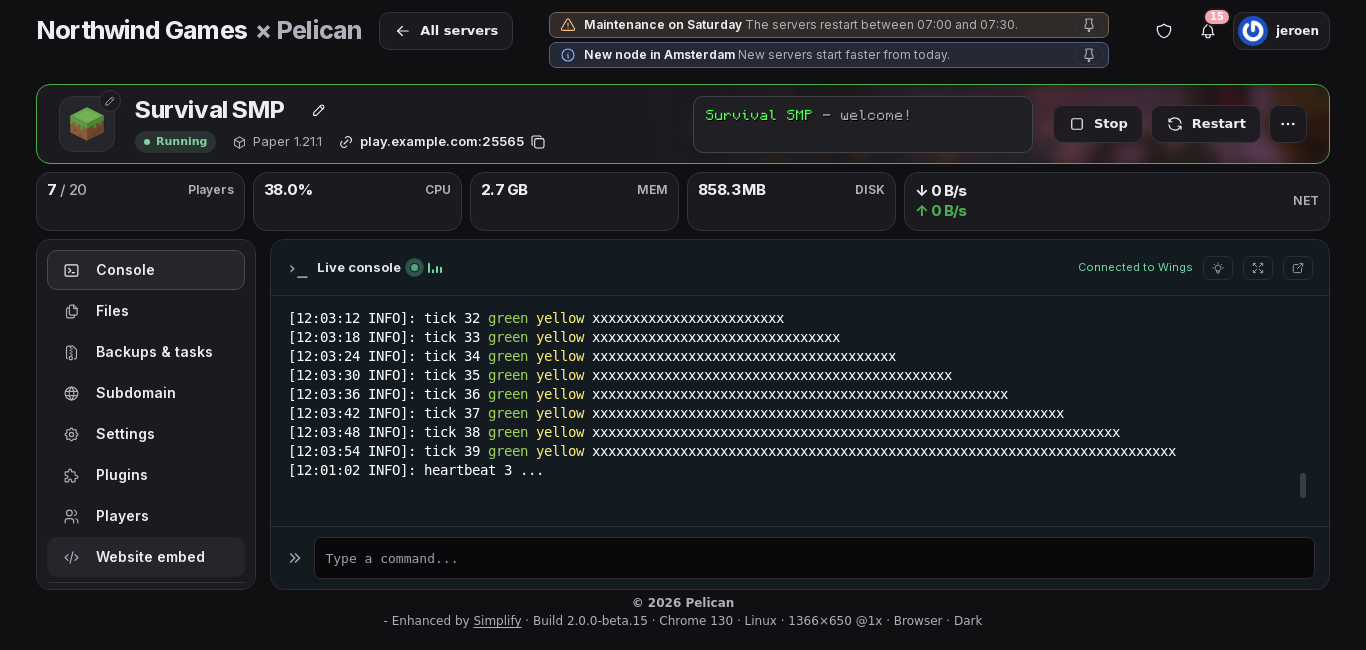 Northwind Games × Pelican
All servers
Maintenance on Saturday The servers restart between 07:00 and 07:30.
New node in Amsterdam New servers start faster from today.
15
jeroen
Survival SMP
Running
Paper 1.21.1
play.example.com:25565
Survival SMP - welcome!
Stop
Restart
7 / 20 Players
38.0% CPU
2.7 GB MEM
858.3 MB DISK
↓ 0 B/s
↑ 0 B/s
NET
Console
Files
Backups & tasks
Subdomain
Settings
Plugins
Players
Website embed
Live console
Connected to Wings
[12:03:12 INFO]: tick 32 green yellow xxxxxxxxxxxxxxxxxxxxxxxx
[12:03:18 INFO]: tick 33 green yellow xxxxxxxxxxxxxxxxxxxxxxxxxxxxxxx
[12:03:24 INFO]: tick 34 green yellow xxxxxxxxxxxxxxxxxxxxxxxxxxxxxxxxxxxxxx
[12:03:30 INFO]: tick 35 green yellow xxxxxxxxxxxxxxxxxxxxxxxxxxxxxxxxxxxxxxxxxxxxx
[12:03:36 INFO]: tick 36 green yellow xxxxxxxxxxxxxxxxxxxxxxxxxxxxxxxxxxxxxxxxxxxxxxxxxxxx
[12:03:42 INFO]: tick 37 green yellow xxxxxxxxxxxxxxxxxxxxxxxxxxxxxxxxxxxxxxxxxxxxxxxxxxxxxxxxxxx
[12:03:48 INFO]: tick 38 green yellow xxxxxxxxxxxxxxxxxxxxxxxxxxxxxxxxxxxxxxxxxxxxxxxxxxxxxxxxxxxxxxxxxx
[12:03:54 INFO]: tick 39 green yellow xxxxxxxxxxxxxxxxxxxxxxxxxxxxxxxxxxxxxxxxxxxxxxxxxxxxxxxxxxxxxxxxxxxxxxxxx
[12:01:02 INFO]: heartbeat 3 ...
Type a command...
© 2026 Pelican
- Enhanced by Simplify · Build 2.0.0-beta.15 · Chrome 130 · Linux · 1366×650 @1x · Browser · Dark